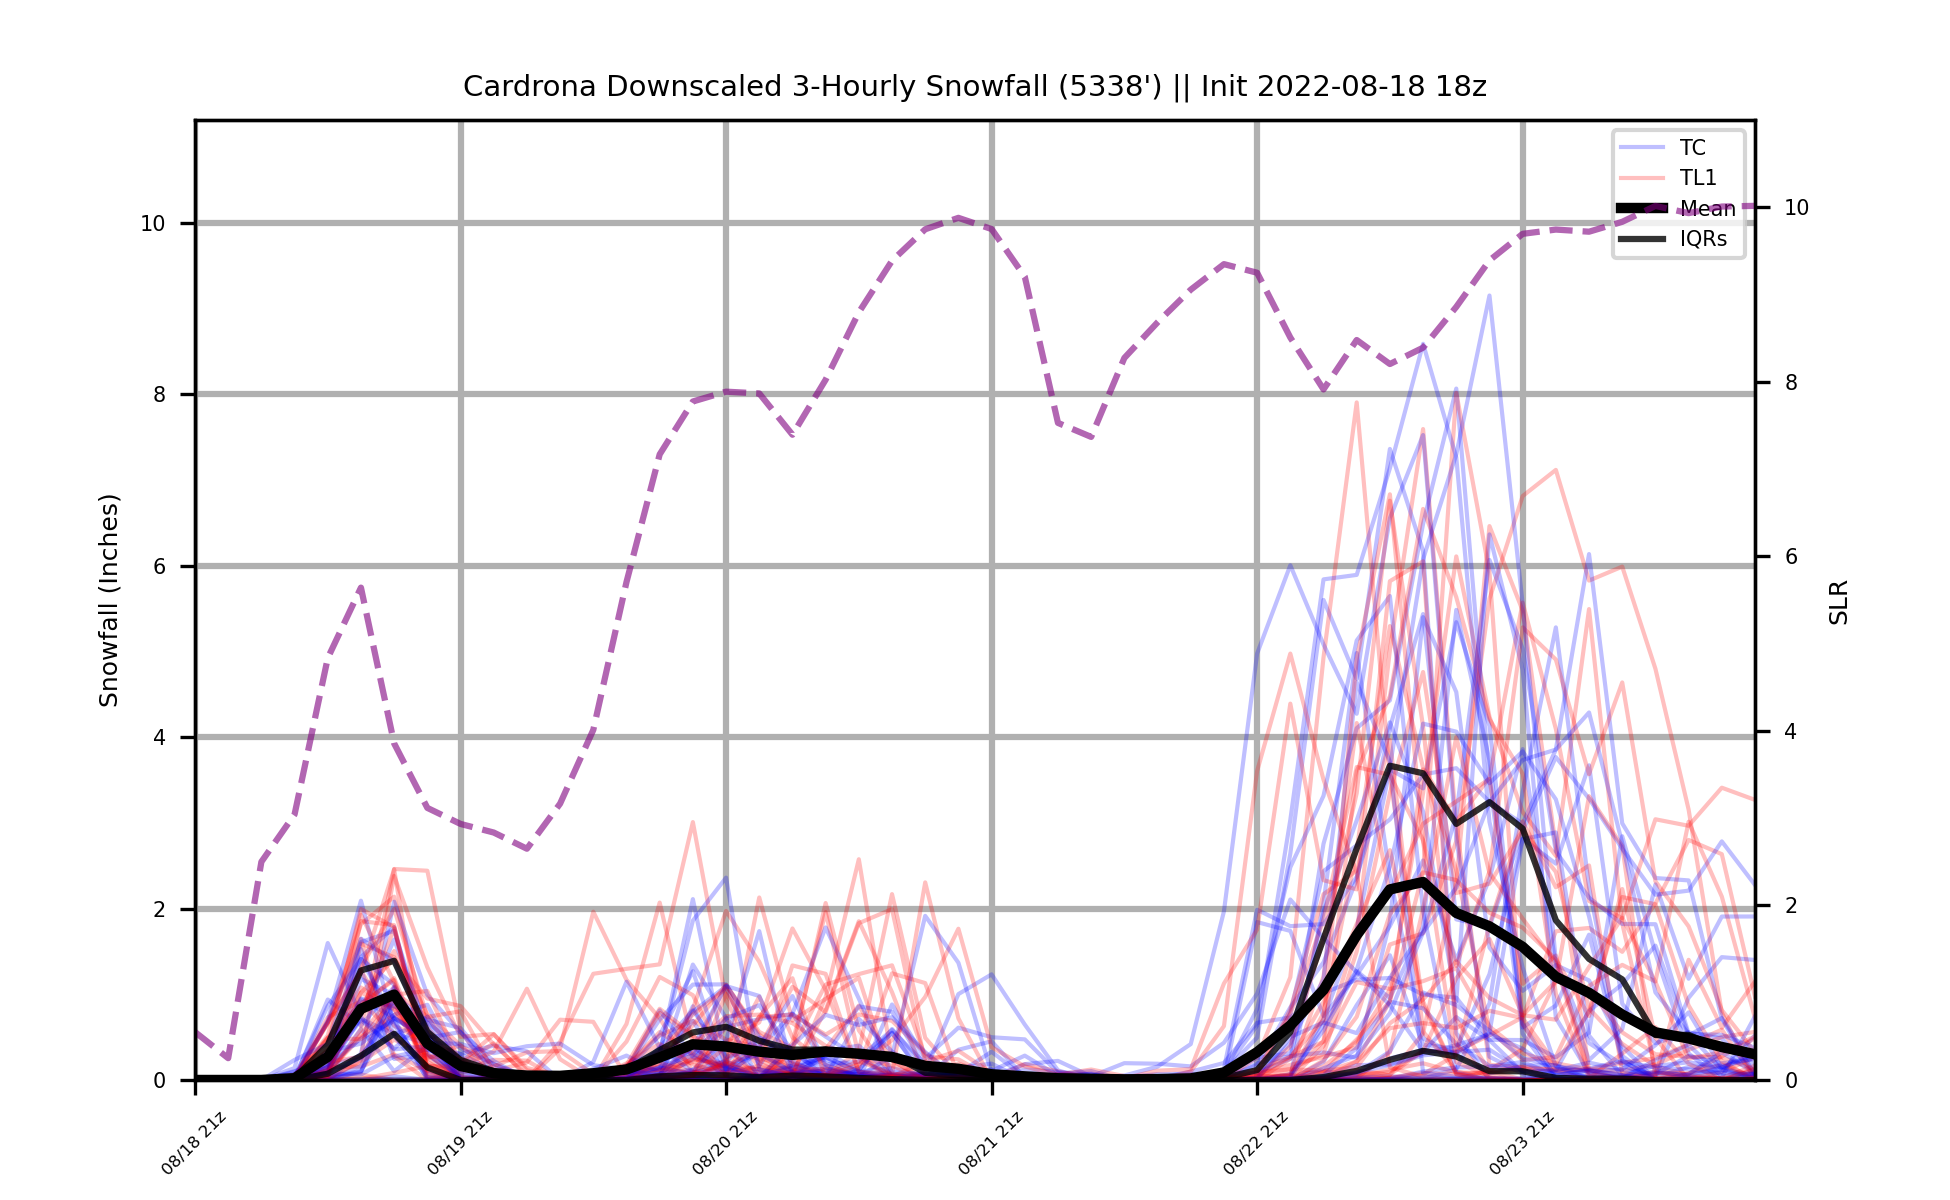 Cardrona Downscaled 3-Hourly Snowfall (5338') || Init 2022-08-18 18z
TC
TL1
Mean
IQRs
Snowfall (Inches)
10
8
6
4
2
0
SLR
10
8
6
4
2
0
08/18 21z
08/19 21z
08/20 21z
08/21 21z
08/22 21z
08/23 21z